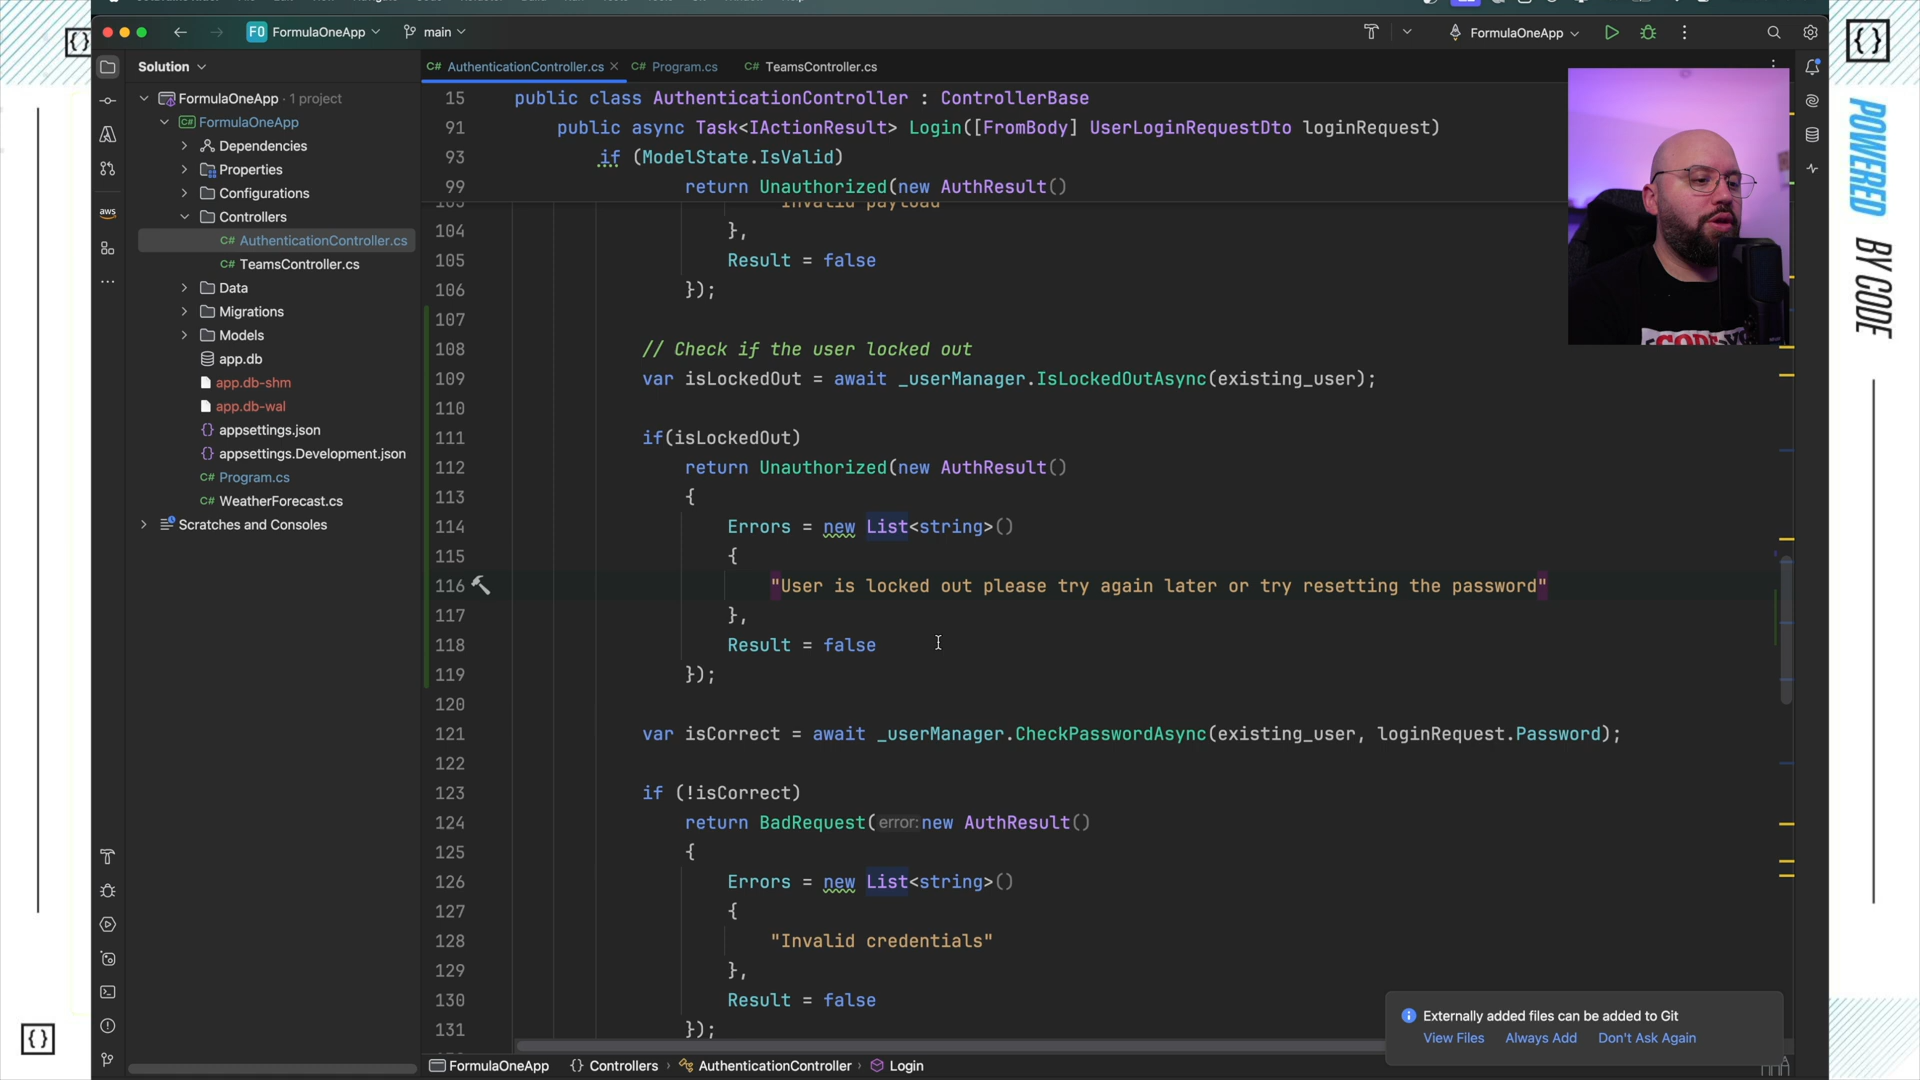 FO FormulaOneApp
main
FormulaOneApp
Solution
AuthenticationController.cs
Program.cs
TeamsController.cs
FormulaOneApp · 1 project
FormulaOneApp
Dependencies
Properties
Configurations
Controllers
C# AuthenticationController.cs
C# TeamsController.cs
Data
Migrations
Models
app.db
app.db-shm
app.db-wal
appsettings.json
appsettings.Development.json
C# Program.cs
C# WeatherForecast.cs
Scratches and Consoles
aws
15 public class AuthenticationController : ControllerBase
91 public async Task<IActionResult> Login([FromBody] UserLoginRequestDto loginRequest)
93 if (ModelState.IsValid)
99 return Unauthorized(new AuthResult()
103 "Invalid payload"
104 },
105 Result = false
106 });
107
108 // Check if the user locked out
109 var isLockedOut = await _userManager.IsLockedOutAsync(existing_user);
110
111 if(isLockedOut)
112 return Unauthorized(new AuthResult()
113 {
114 Errors = new List<string>()
115 {
116 "User is locked out please try again later or try resetting the password"
117 },
118 Result = false
119 });
120
121 var isCorrect = await _userManager.CheckPasswordAsync(existing_user, loginRequest.Password);
122
123 if (!isCorrect)
124 return BadRequest(error:new AuthResult()
125 {
126 Errors = new List<string>()
127 {
128 "Invalid credentials"
129 },
130 Result = false
131 });
Externally added files can be added to Git
View Files Always Add Don't Ask Again
FormulaOneApp {} Controllers > AuthenticationController > Login
{}
{}
POWERED BY CODE